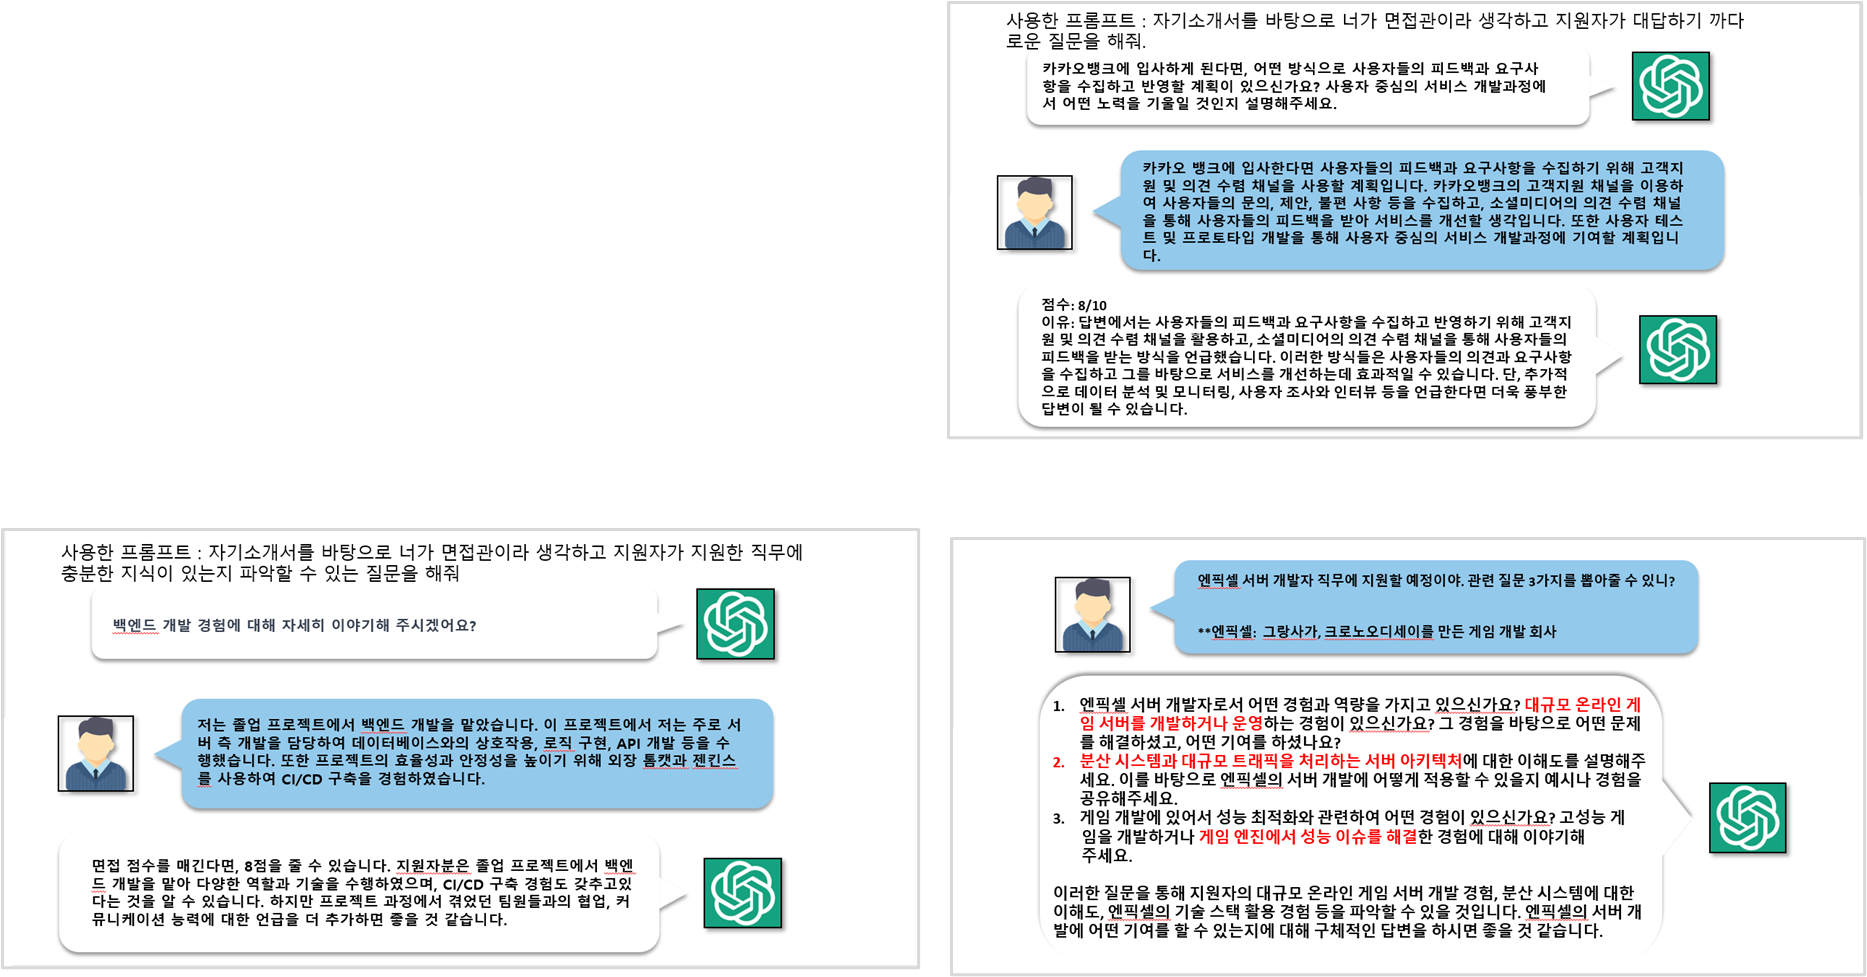 사용한 프롬프트 : 자기소개서를 바탕으로 너가 면접관이라 생각하고 지원자가 대답하기 까다
로운 질문을 해줘.
카카오뱅크에 입사하게 된다면, 어떤 방식으로 사용자들의 피드백과 요구사
항을 수집하고 반영할 계획이 있으신가요? 사용자 중심의 서비스 개발과정에
서 어떤 노력을 기울일 것인지 설명해주세요.
카카오 뱅크에 입사한다면 사용자들의 피드백과 요구사항을 수집하기 위해 고객지
원 및 의견 수렴 채널을 사용할 계획입니다. 카카오뱅크의 고객지원 채널을 이용하
여 사용자들의 문의, 제안, 불편 사항 등을 수집하고, 소셜미디어의 의견 수렴 채널
을 통해 사용자들의 피드백을 받아 서비스를 개선할 생각입니다. 또한 사용자 테스
트 및 프로토타입 개발을 통해 사용자 중심의 서비스 개발과정에 기여할 계획입니
다.
점수: 8/10
이유: 답변에서는 사용자들의 피드백과 요구사항을 수집하고 반영하기 위해 고객지
원 및 의견 수렴 채널을 활용하고, 소셜미디어의 의견 수렴 채널을 통해 사용자들의
피드백을 받는 방식을 언급했습니다. 이러한 방식들은 사용자들의 의견과 요구사항
을 수집하고 그를 바탕으로 서비스를 개선하는데 효과적일 수 있습니다. 단, 추가적
으로 데이터 분석 및 모니터링, 사용자 조사와 인터뷰 등을 언급한다면 더욱 풍부한
답변이 될 수 있습니다.
사용한 프롬프트 : 자기소개서를 바탕으로 너가 면접관이라 생각하고 지원자가 지원한 직무에
충분한 지식이 있는지 파악할 수 있는 질문을 해줘
백엔드 개발 경험에 대해 자세히 이야기해 주시겠어요?
저는 졸업 프로젝트에서 백엔드 개발을 맡았습니다. 이 프로젝트에서 저는 주로 서
버 측 개발을 담당하여 데이터베이스와의 상호작용, 로직 구현, API 개발 등을 수
행했습니다. 또한 프로젝트의 효율성과 안정성을 높이기 위해 외장 톰캣과 젠킨스
를 사용하여 CI/CD 구축을 경험하였습니다.
면접 점수를 매긴다면, 8점을 줄 수 있습니다. 지원자분은 졸업 프로젝트에서 백엔
드 개발을 맡아 다양한 역할과 기술을 수행하였으며, CI/CD 구축 경험도 갖추고있
다는 것을 알 수 있습니다. 하지만 프로젝트 과정에서 겪었던 팀원들과의 협업, 커
뮤니케이션 능력에 대한 언급을 더 추가하면 좋을 것 같습니다.
엔픽셀 서버 개발자 직무에 지원할 예정이야. 관련 질문 3가지를 뽑아줄 수 있니?
**엔픽셀: 그랑사가, 크로노오디세이를 만든 게임 개발 회사
1. 엔픽셀 서버 개발자로서 어떤 경험과 역량을 가지고 있으신가요? 대규모 온라인 게
임 서버를 개발하거나 운영하는 경험이 있으신가요? 그 경험을 바탕으로 어떤 문제
를 해결하셨고, 어떤 기여를 하셨나요?
2. 분산 시스템과 대규모 트래픽을 처리하는 서버 아키텍처에 대한 이해도를 설명해주
세요. 이를 바탕으로 엔픽셀의 서버 개발에 어떻게 적용할 수 있을지 예시나 경험을
공유해주세요.
3. 게임 개발에 있어서 성능 최적화와 관련하여 어떤 경험이 있으신가요? 고성능 게
임을 개발하거나 게임 엔진에서 성능 이슈를 해결한 경험에 대해 이야기해
주세요.
이러한 질문을 통해 지원자의 대규모 온라인 게임 서버 개발 경험, 분산 시스템에 대한
이해도, 엔픽셀의 기술 스택 활용 경험 등을 파악할 수 있을 것입니다. 엔픽셀의 서버 개
발에 어떤 기여를 할 수 있는지에 대해 구체적인 답변을 하시면 좋을 것 같습니다.